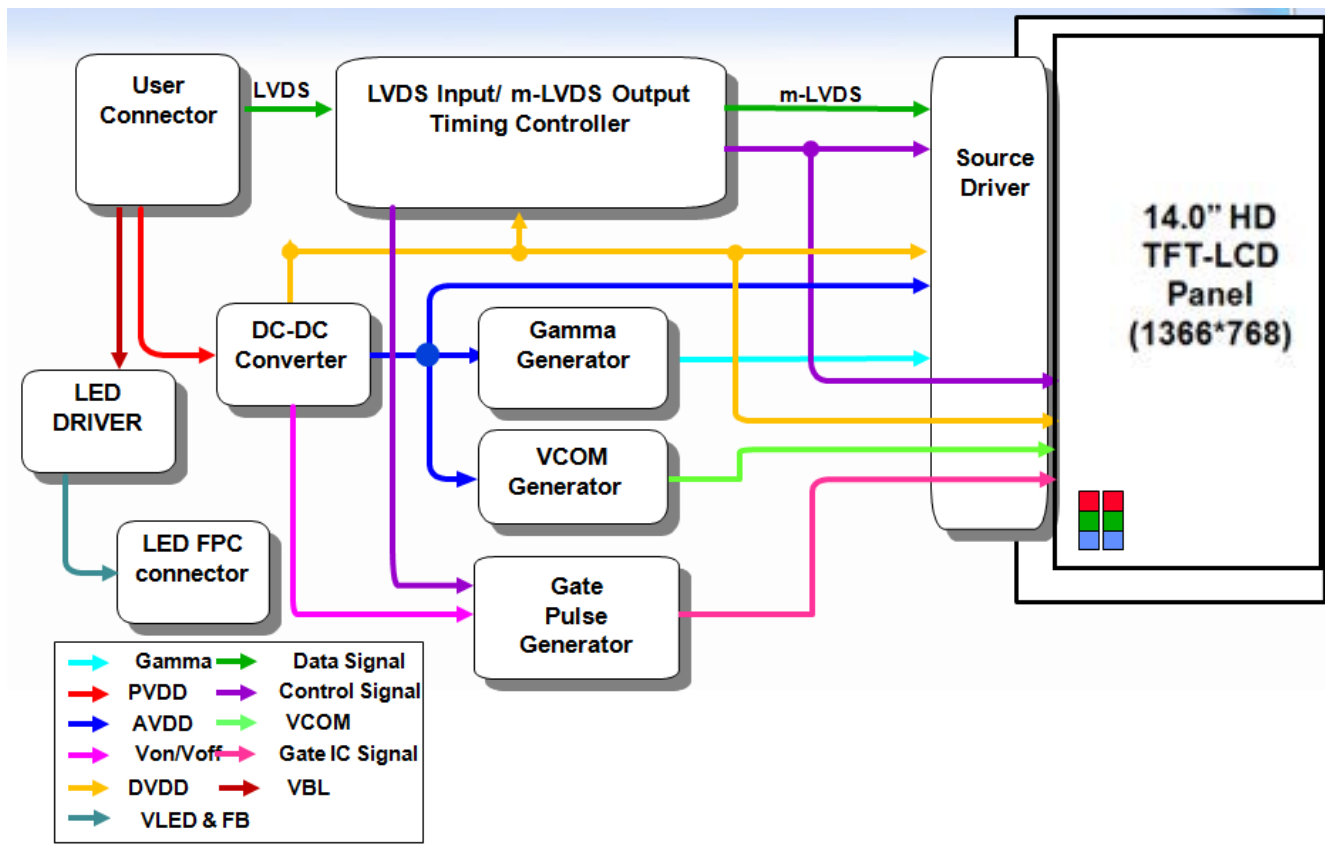 User
Connector
LVDS
LVDS Input/ m-LVDS Output
Timing Controller
m-LVDS
Source
Driver
14.0” HD
TFT-LCD
Panel
(1366*768)
DC-DC
Converter
Gamma
Generator
LED
DRIVER
VCOM
Generator
LED FPC
connector
Gate
Pulse
Generator
Gamma
Data Signal
PVDD
Control Signal
AVDD
VCOM
Von/Voff
Gate IC Signal
DVDD
VBL
VLED & FB